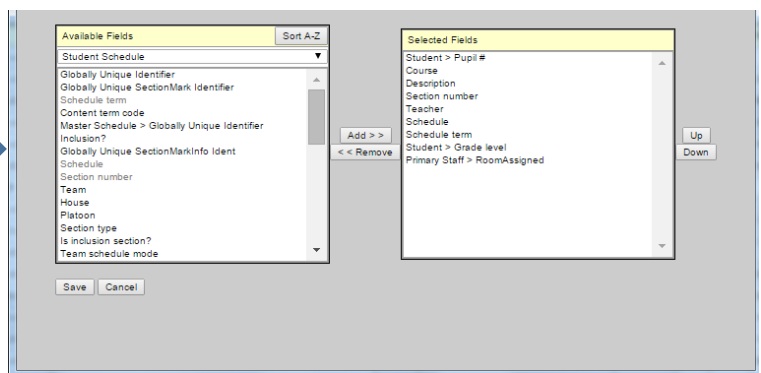 Available Fields
Sort A-Z
Student Schedule
Globally Unique Identifier
Globally Unique SectionMark Identifier
Schedule term
Content term code
Master Schedule > Globally Unique Identifier
Inclusion?
Globally Unique SectionMarkInfo Ident
Schedule
Section number
Team
House
Platoon
Section type
Is inclusion section?
Team schedule mode
Add > >
< < Remove
Selected Fields
Student > Pupil #
Course
Description
Section number
Teacher
Schedule
Schedule term
Student > Grade level
Primary Staff > RoomAssigned
Up
Down
Save
Cancel